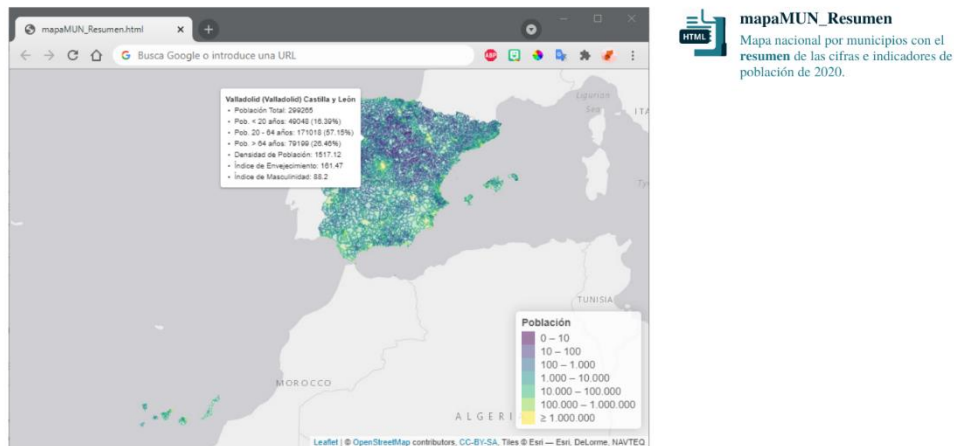 mapaMUN_Resumen.html
Busca Google o introduce una URL
ABP
Valladolid (Valladolid) Castilla y León
• Población Total: 299265
• Pob. < 20 años: 49048 (16.39%)
• Pob. 20 - 64 años: 171018 (57.15%)
• Pob. > 64 años: 79199 (26.46%)
• Densidad de Población: 1517.12
• Índice de Envejecimiento: 161.47
• Índice de Masculinidad: 88.2
Ligurian
Sea
ITA
TUNISIA
MOROCCO
ALGERI
Población
0 – 10
10 – 100
100 – 1.000
1.000 – 10.000
10.000 – 100.000
100.000 – 1.000.000
≥ 1.000.000
Leaflet | © OpenStreetMap contributors, CC-BY-SA, Tiles © Esri — Esri, DeLorme, NAVTEQ
HTML
mapaMUN_Resumen
Mapa nacional por municipios con el
resumen de las cifras e indicadores de
población de 2020.